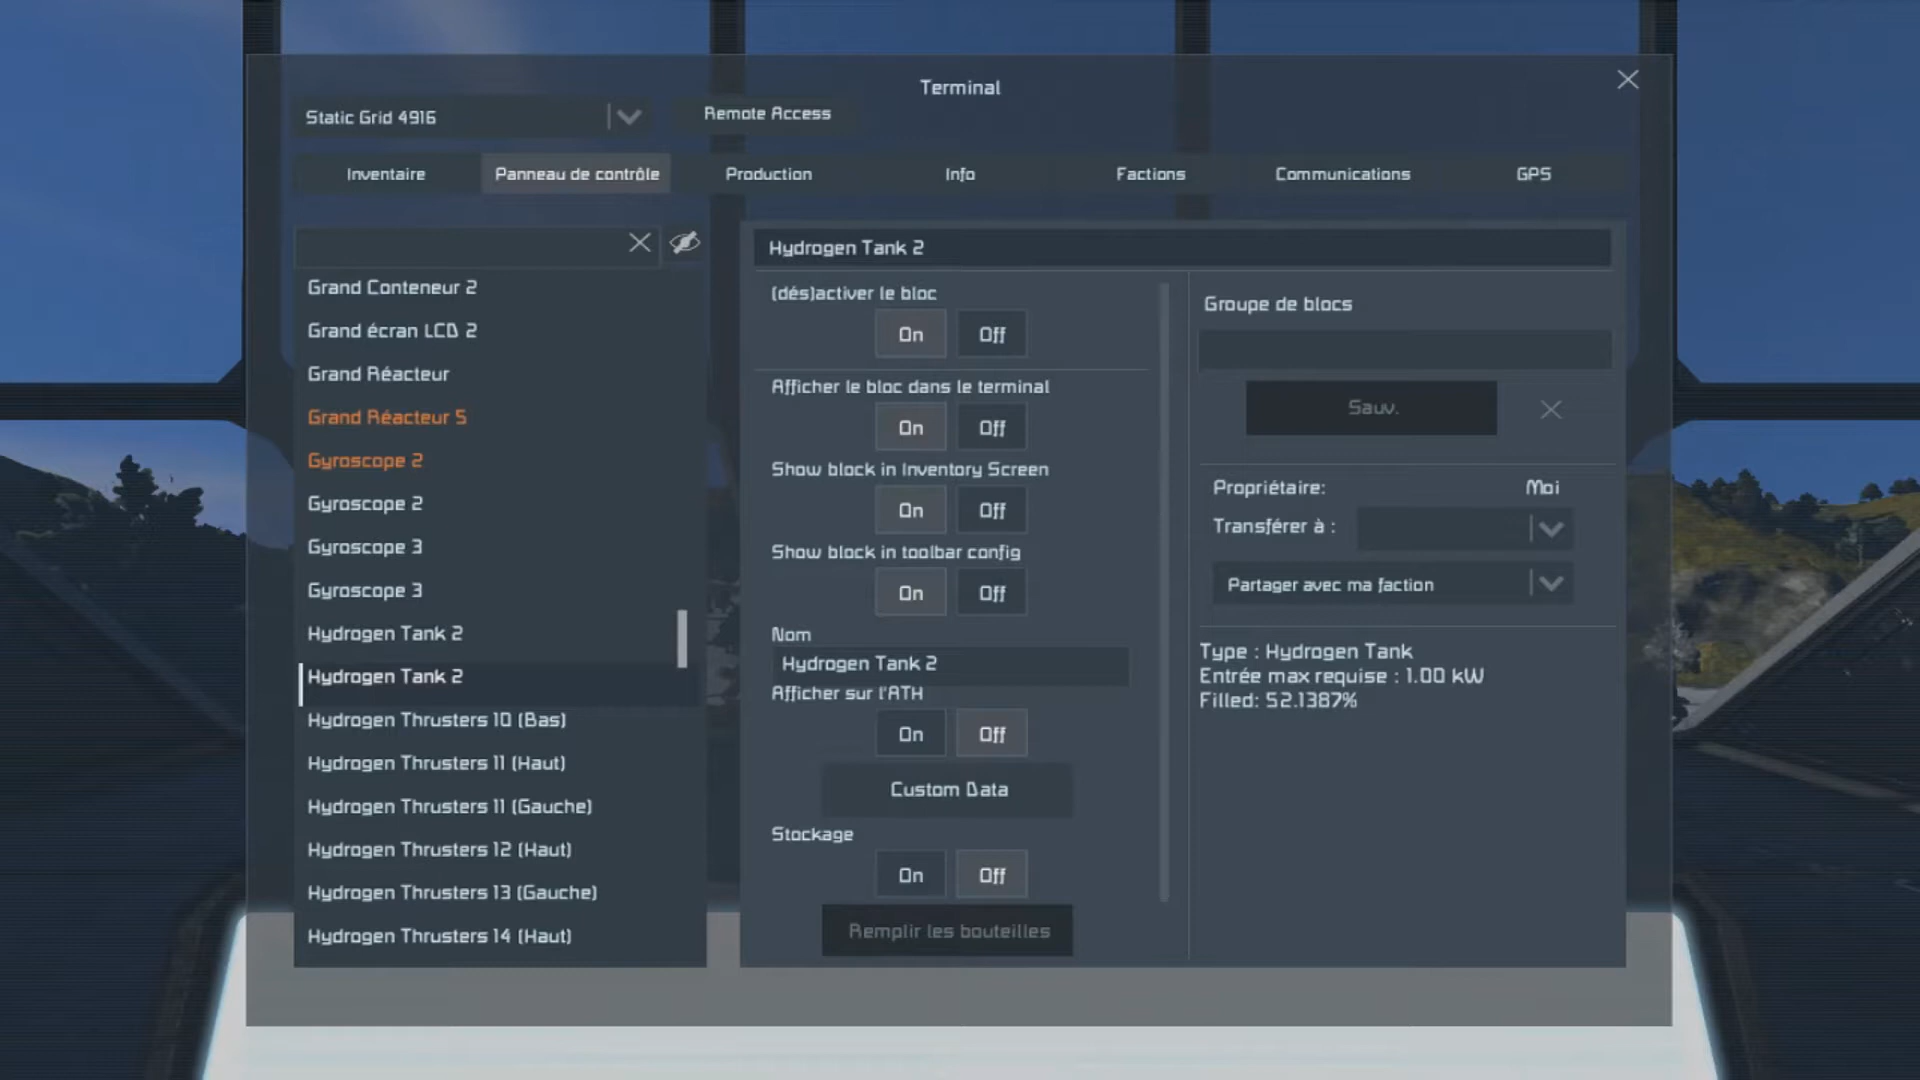 Terminal
Static Grid 4916
Remote Access
Inventaire
Panneau de contrôle
Production
Info
Factions
Communications
GPS
Grand Conteneur 2
Grand écran LCD 2
Grand Réacteur
Grand Réacteur 5
Gyroscope 2
Gyroscope 2
Gyroscope 3
Gyroscope 3
Hydrogen Tank 2
Hydrogen Tank 2
Hydrogen Thrusters 10 (Bas)
Hydrogen Thrusters 11 (Haut)
Hydrogen Thrusters 11 (Gauche)
Hydrogen Thrusters 12 (Haut)
Hydrogen Thrusters 13 (Gauche)
Hydrogen Thrusters 14 (Haut)
Hydrogen Tank 2
(dés)activer le bloc
On Off
Afficher le bloc dans le terminal
On Off
Show block in Inventory Screen
On Off
Show block in toolbar config
On Off
Nom
Hydrogen Tank 2
Afficher sur l'ATH
On Off
Custom Data
Stockage
On Off
Remplir les bouteilles
Groupe de blocs
Sauv.
Propriétaire: Moi
Transférer à :
Partager avec ma faction
Type : Hydrogen Tank
Entrée max requise : 1.00 kW
Filled: 52.1387%